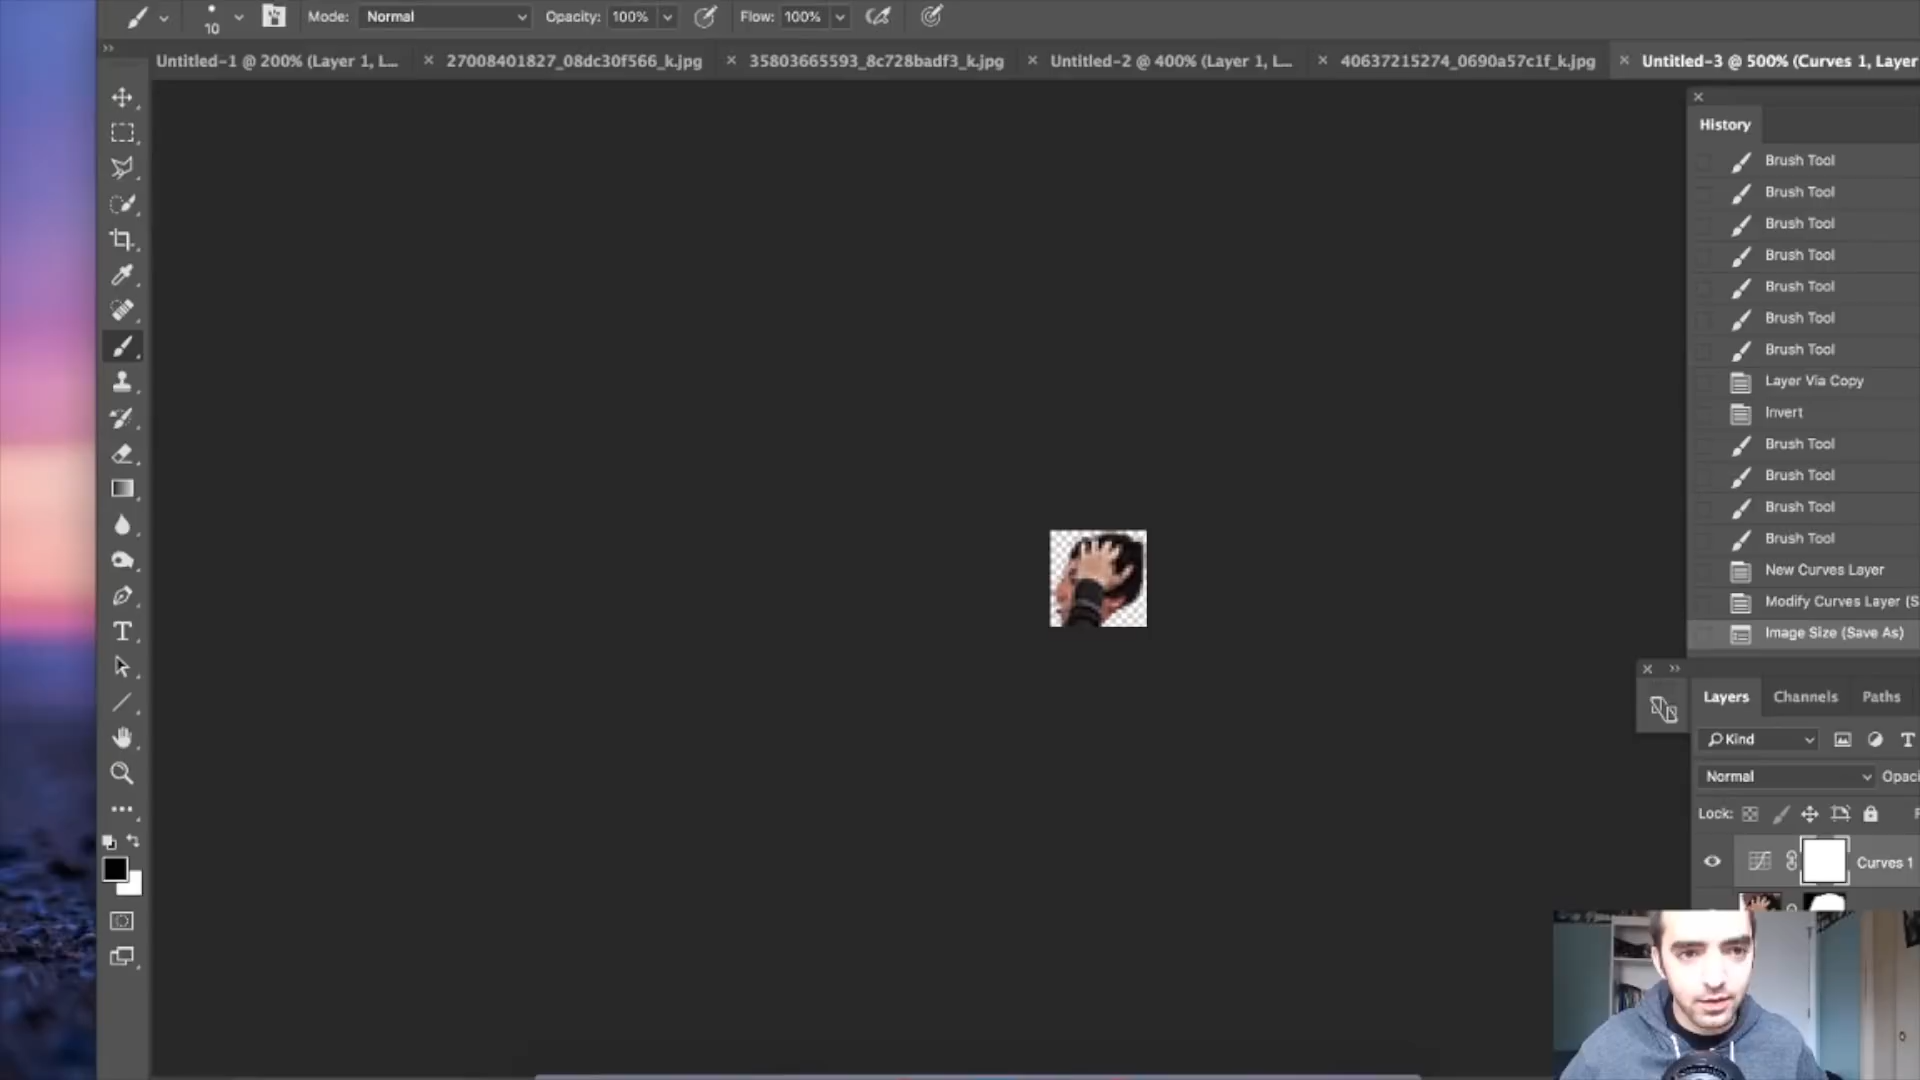 10
Mode: Normal
Opacity: 100%
Flow: 100%
Untitled-1 @ 200% (Layer 1, L...
27008401827_08dc30f566_k.jpg
35803665593_8c728badf3_k.jpg
Untitled-2 @ 400% (Layer 1, L...
40637215274_0690a57c1f_k.jpg
Untitled-3 @ 500% (Curves 1, Layer
History
Brush Tool
Brush Tool
Brush Tool
Brush Tool
Brush Tool
Brush Tool
Brush Tool
Layer Via Copy
Invert
Brush Tool
Brush Tool
Brush Tool
Brush Tool
New Curves Layer
Modify Curves Layer (S
Image Size (Save As)
Layers
Channels
Paths
Kind
Normal
Opaci
Lock:
Curves 1